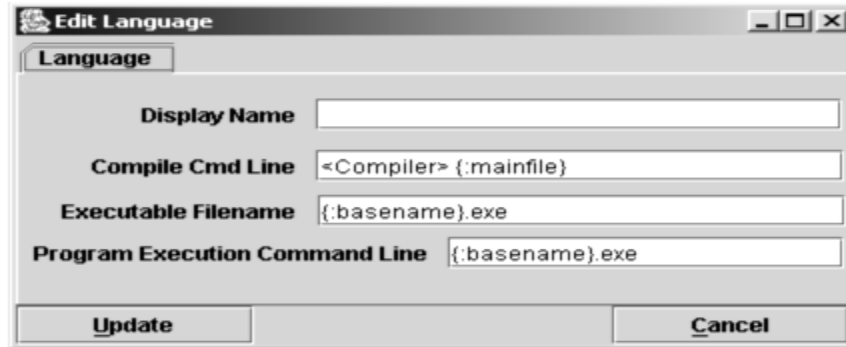 Edit Language
Language
Display Name
Compile Cmd Line <Compiler> {:mainfile}
Executable Filename {:basename}.exe
Program Execution Command Line {:basename}.exe
Update Cancel